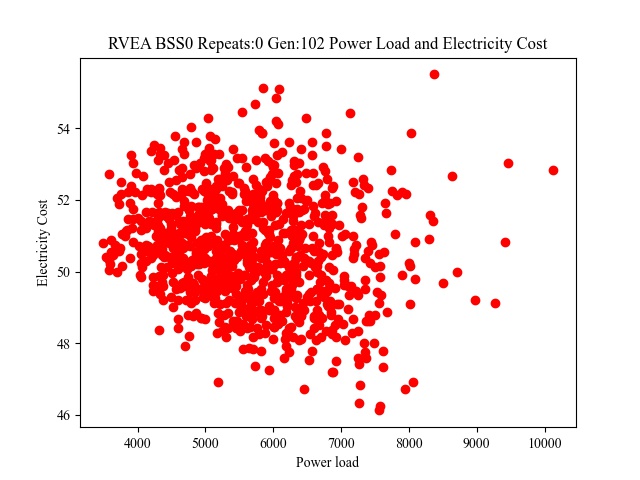 RVEA BSS0 Repeats:0 Gen:102 Power Load and Electricity Cost
Electricity Cost
54
52
50
48
46
4000 5000 6000 7000 8000 9000 10000
Power load